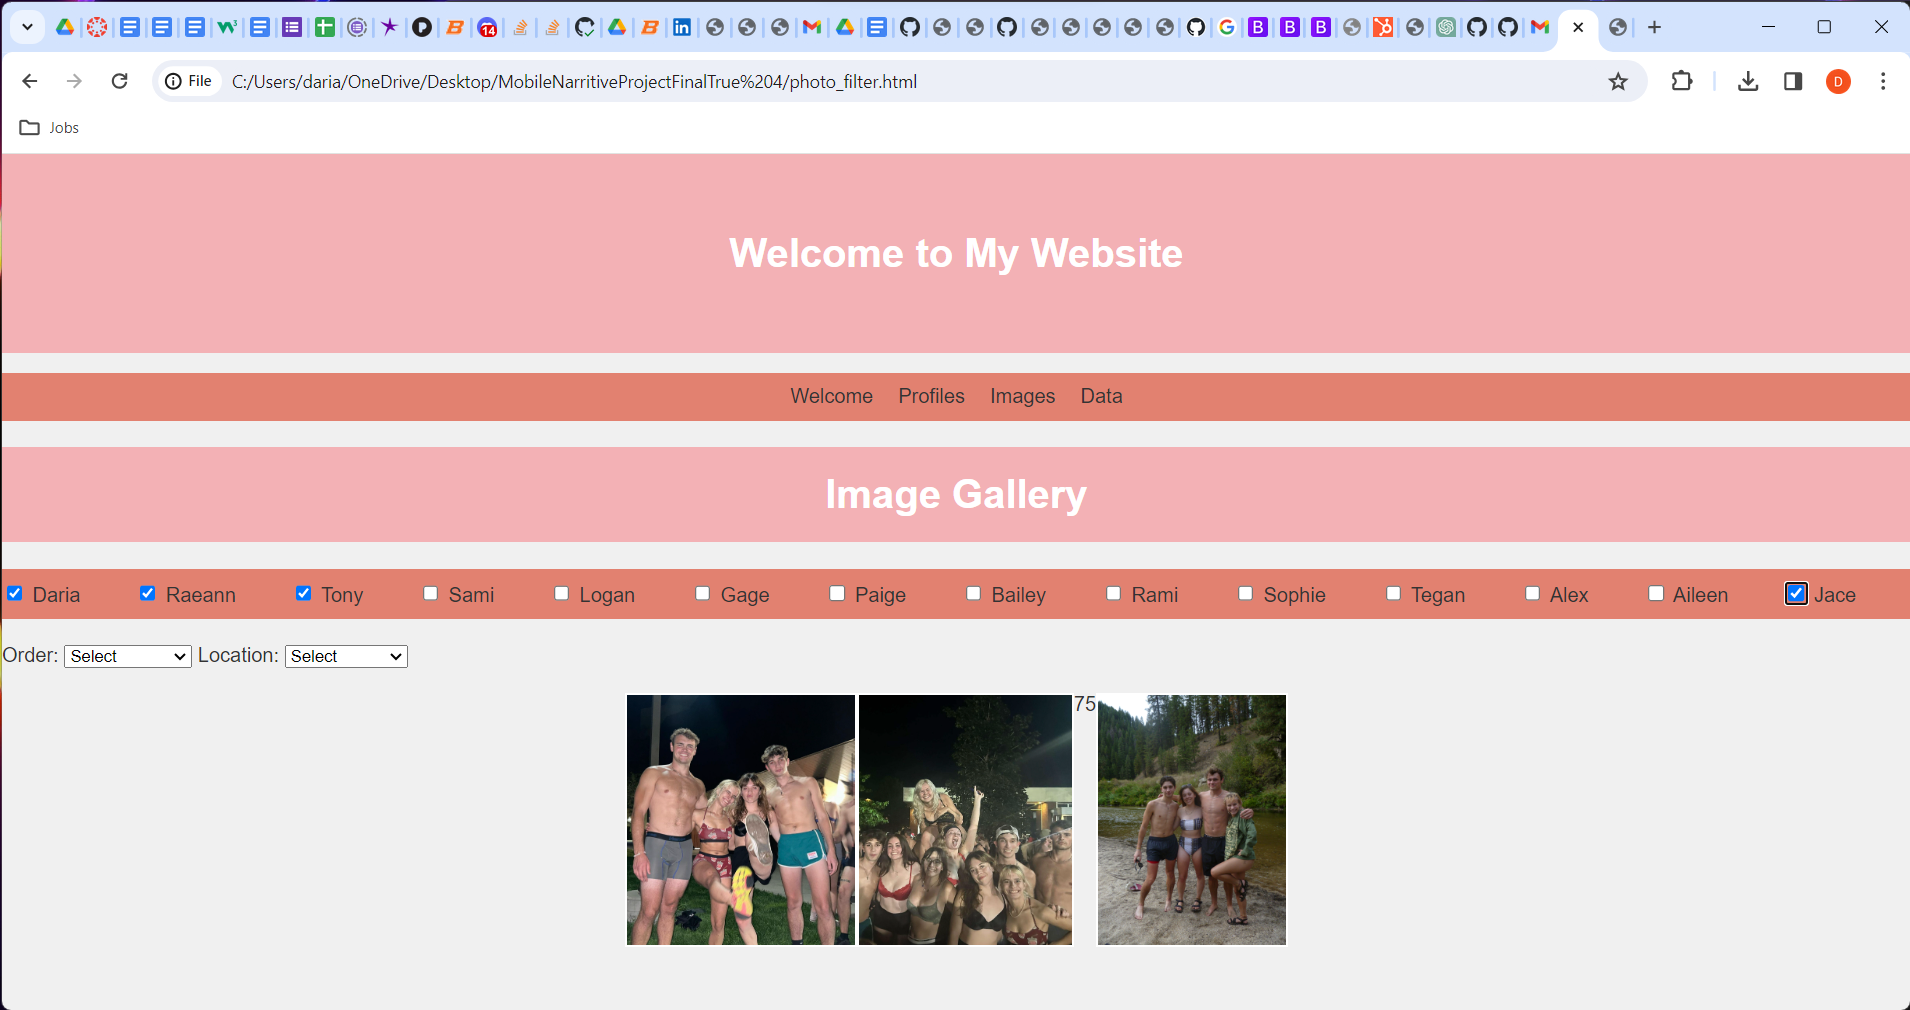 File C:/Users/daria/OneDrive/Desktop/MobileNarritiveProjectFinalTrue%204/photo_filter.html
D
Jobs
Welcome to My Website
Welcome Profiles Images Data
Image Gallery
Daria Raeann Tony Sami Logan Gage Paige Bailey Rami Sophie Tegan Alex Aileen Jace
Order: Select Location: Select
75